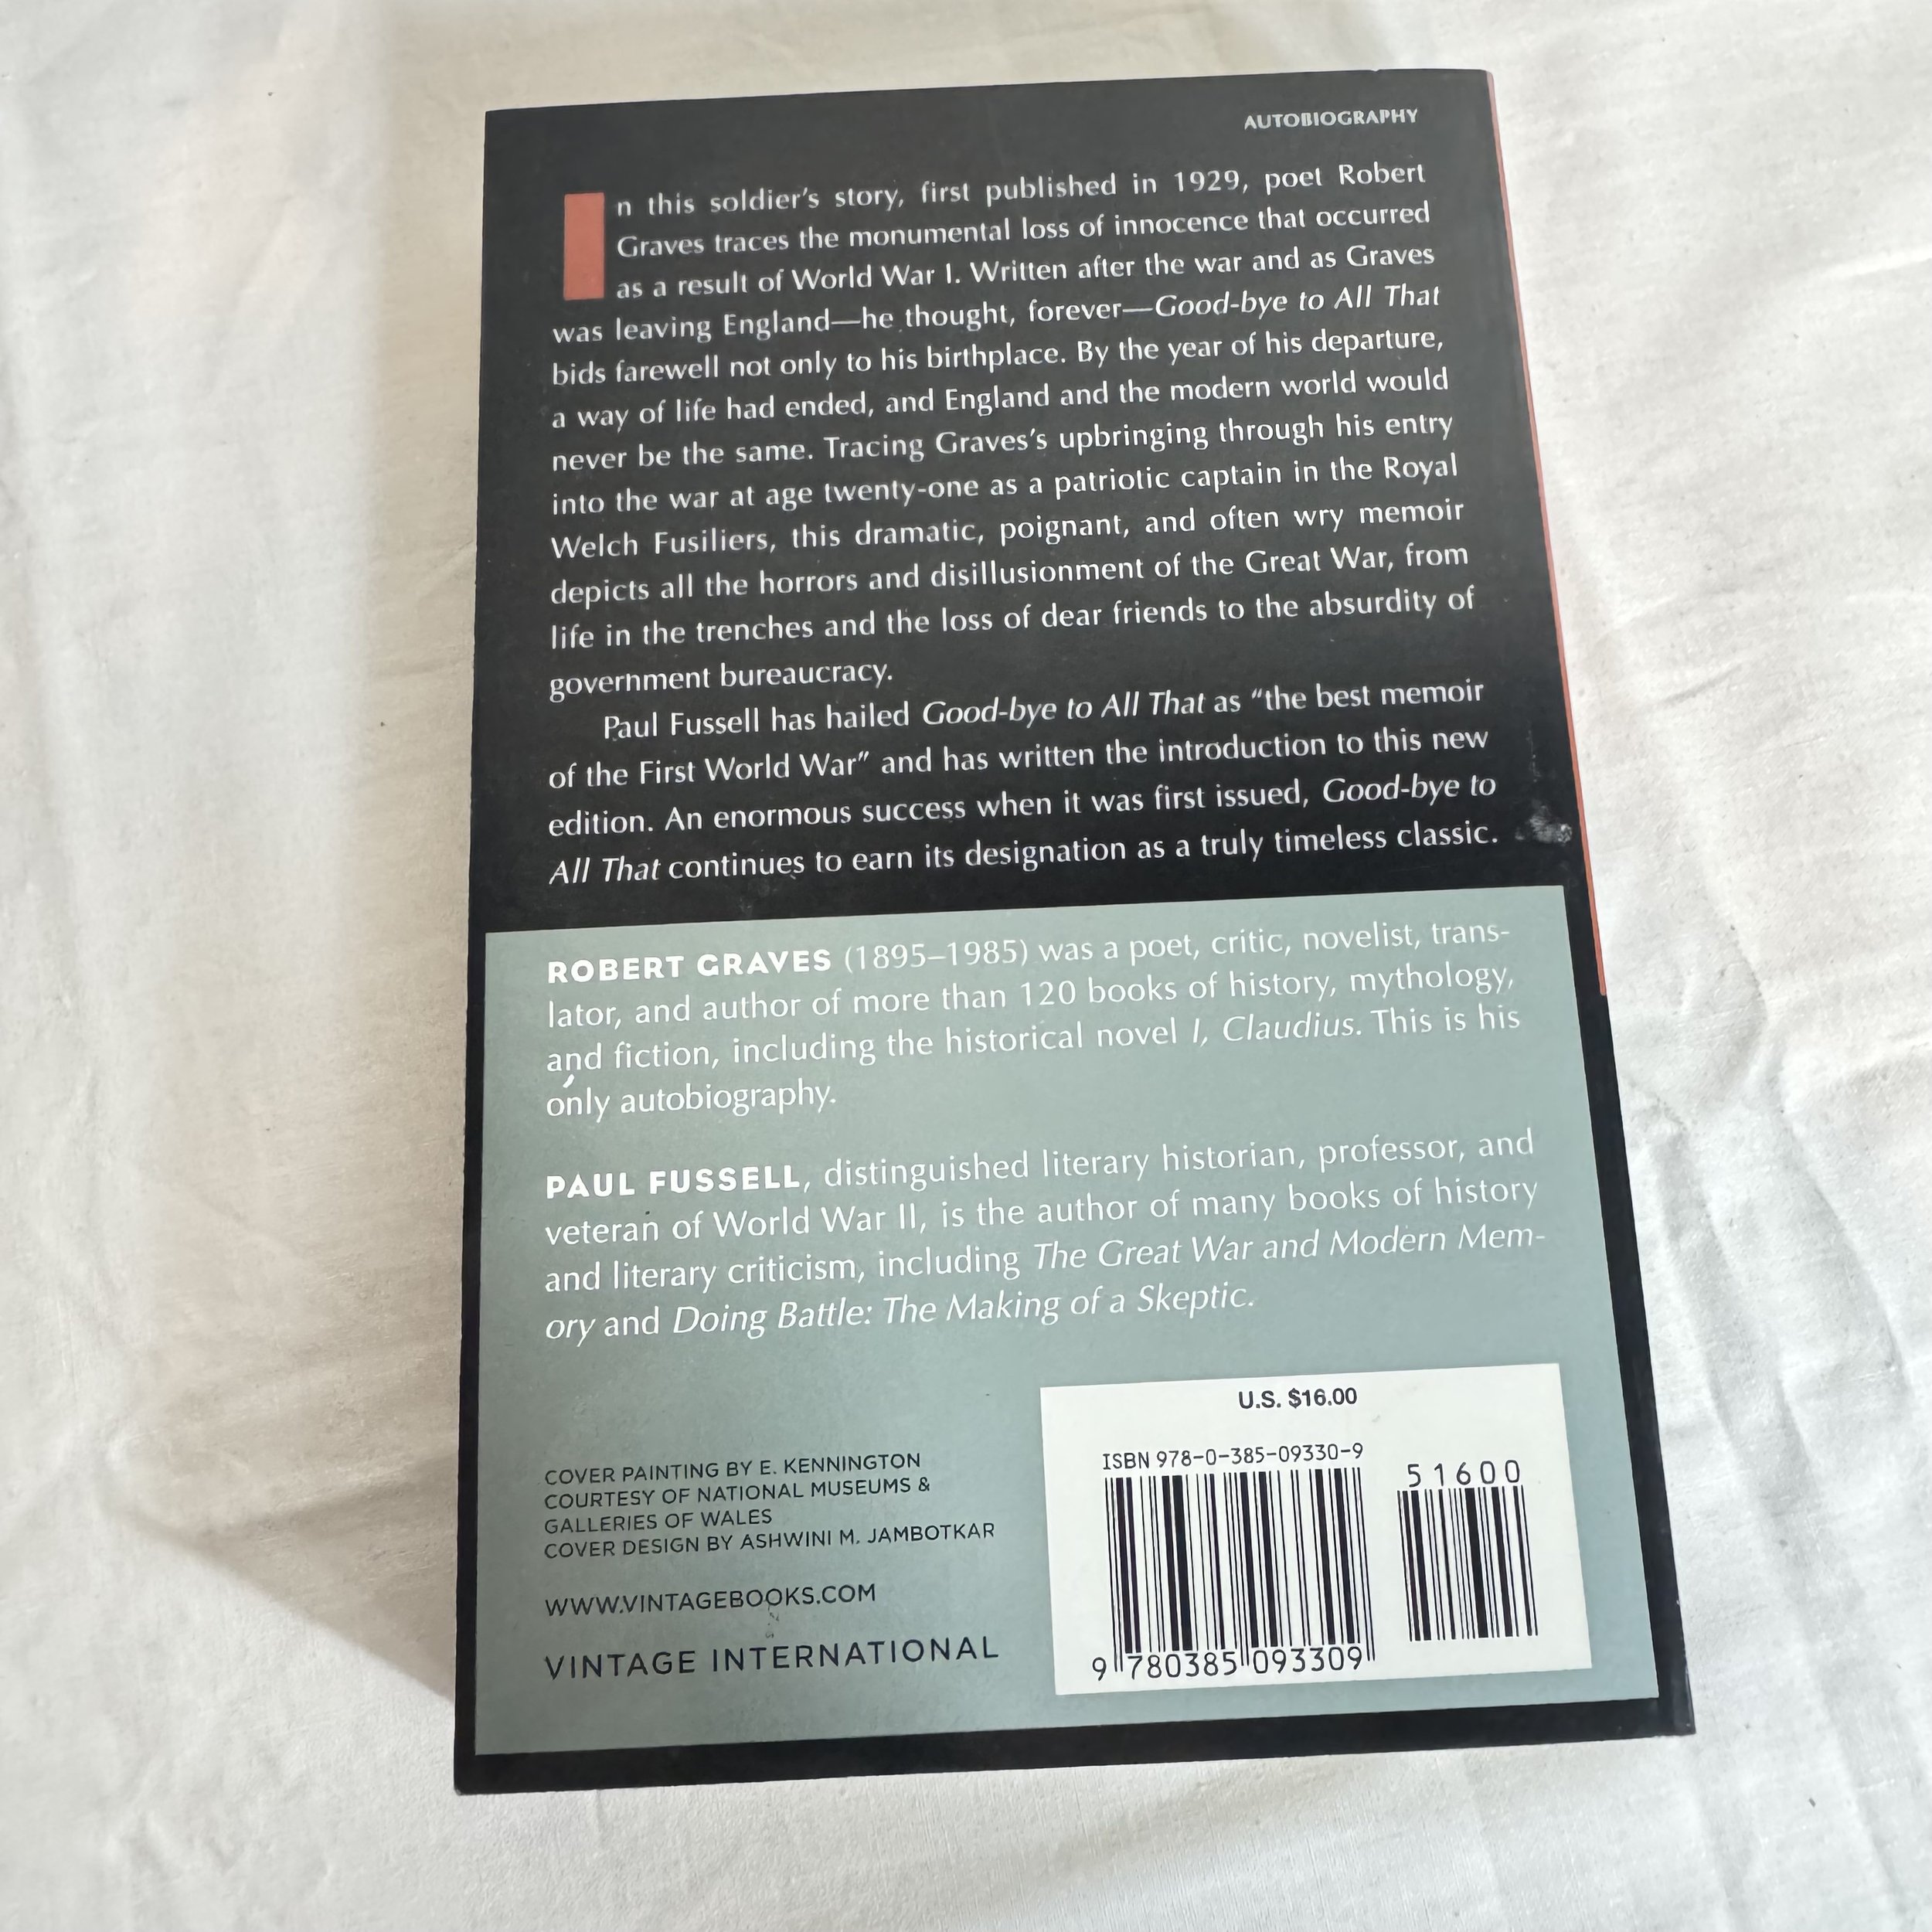 AUTOBIOGRAPHY
In this soldier's story, first published in 1929, poet Robert
Graves traces the monumental loss of innocence that occurred
as a result of World War I. Written after the war and as Graves
was leaving England—he thought, forever—Good-bye to All That
bids farewell not only to his birthplace. By the year of his departure,
a way of life had ended, and England and the modern world would
never be the same. Tracing Graves's upbringing through his entry
into the war at age twenty-one as a patriotic captain in the Royal
Welch Fusiliers, this dramatic, poignant, and often wry memoir
depicts all the horrors and disillusionment of the Great War, from
life in the trenches and the loss of dear friends to the absurdity of
government bureaucracy.
Paul Fussell has hailed Good-bye to All That as "the best memoir
of the First World War" and has written the introduction to this new
edition. An enormous success when it was first issued, Good-bye to
All That continues to earn its designation as a truly timeless classic.
ROBERT GRAVES (1895–1985) was a poet, critic, novelist, trans-
lator, and author of more than 120 books of history, mythology,
and fiction, including the historical novel I, Claudius. This is his
only autobiography.
PAUL FUSSELL, distinguished literary historian, professor, and
veteran of World War II, is the author of many books of history
and literary criticism, including The Great War and Modern Mem-
ory and Doing Battle: The Making of a Skeptic.
COVER PAINTING BY E. KENNINGTON
COURTESY OF NATIONAL MUSEUMS &
GALLERIES OF WALES
COVER DESIGN BY ASHWINI M. JAMBOTKAR
WWW.VINTAGEBOOKS.COM
VINTAGE INTERNATIONAL
U.S. $16.00
ISBN 978-0-385-09330-9
51600
9 780385 093309